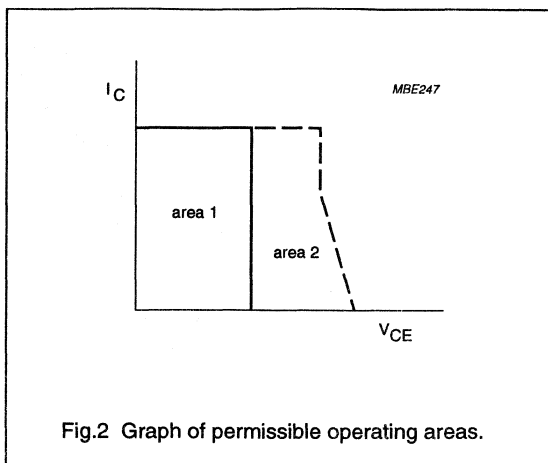 I_C
MBE247
area 1
area 2
V_CE
Fig.2 Graph of permissible operating areas.